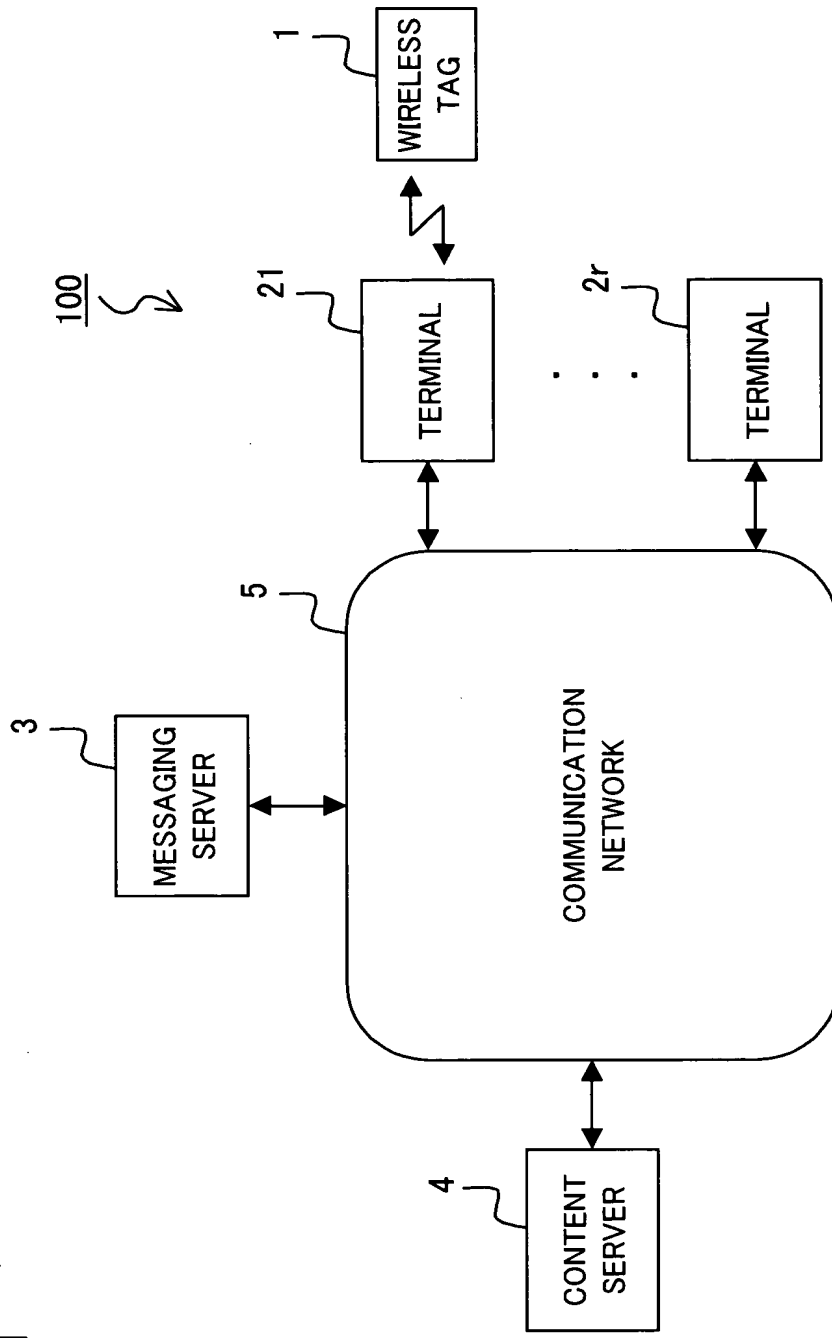 100
3
MESSAGING
SERVER
5
21
TERMINAL
1
WIRELESS
TAG
4
CONTENT
SERVER
COMMUNICATION
NETWORK
. . .
2r
TERMINAL